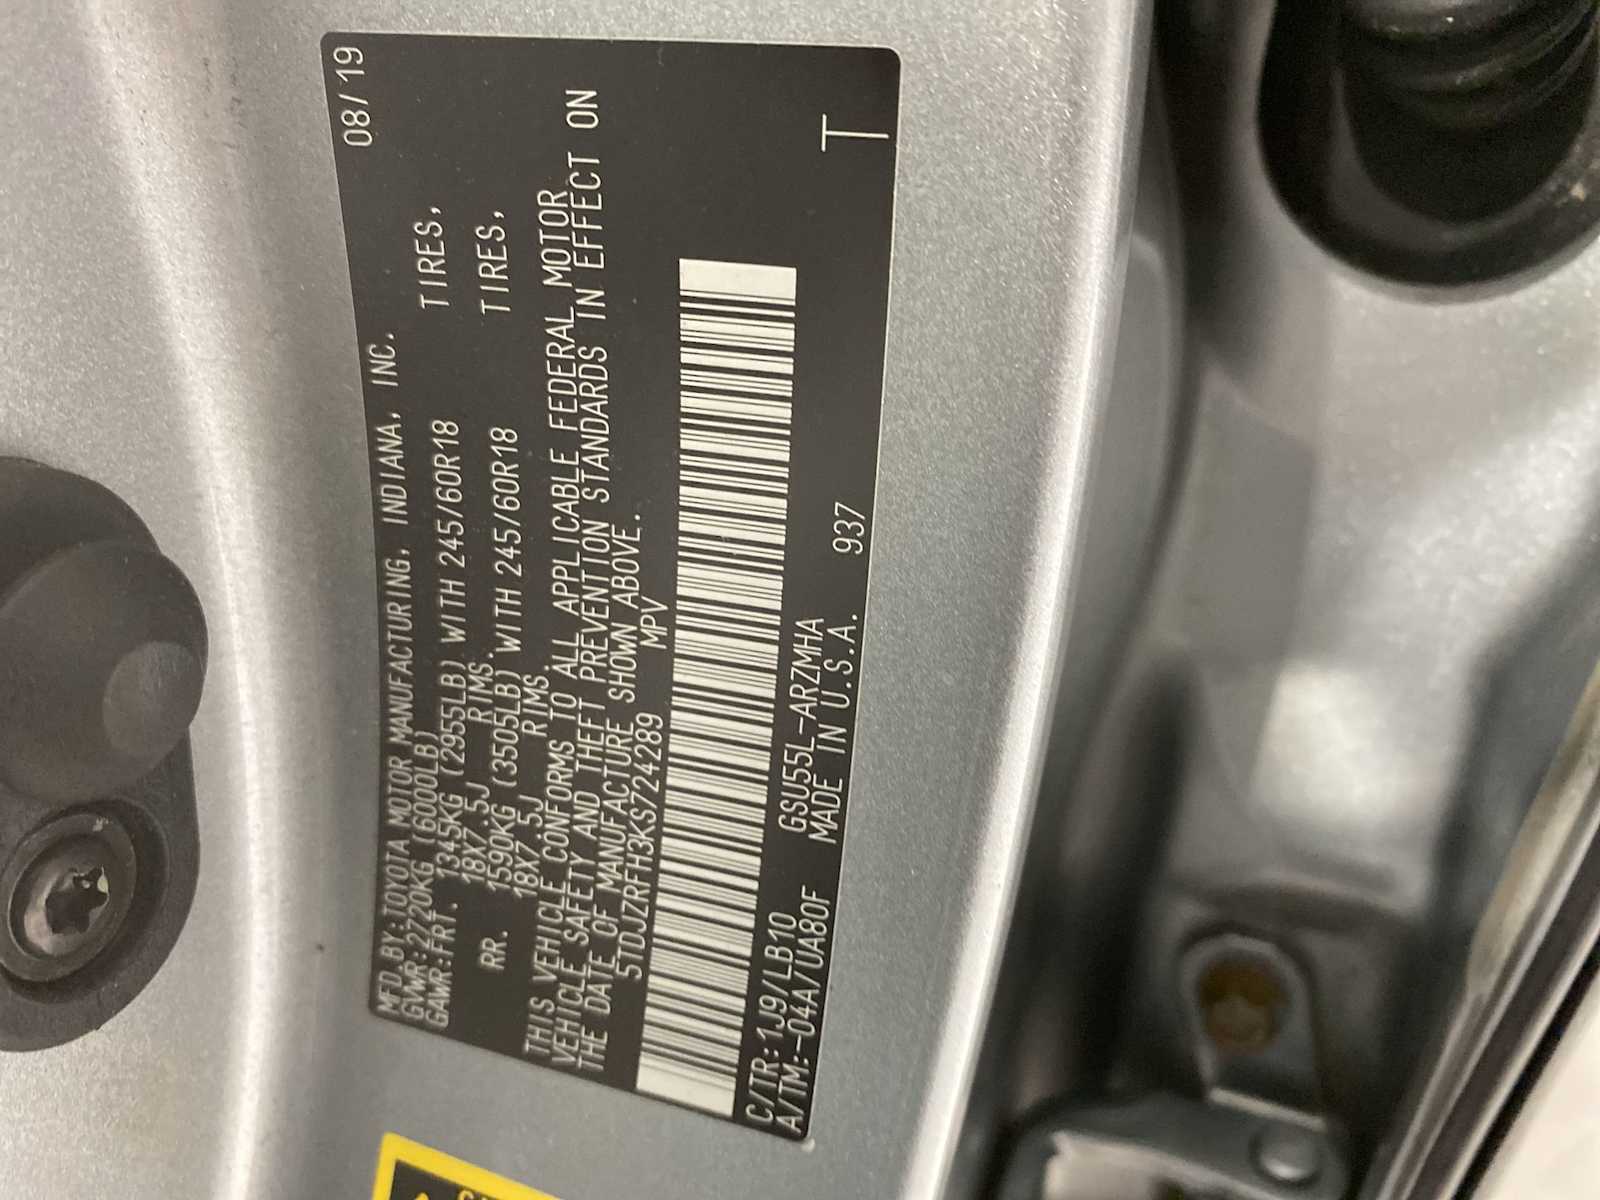 MFD.BY:TOYOTA MOTOR MANUFACTURING, INDIANA, INC. 08/19
GVWR:2720KG (6000LB)
GAWR:FRT. 1345KG (2955LB) WITH 245/60R18 TIRES,
18X7.5J RIMS.
RR. 1590KG (3505LB) WITH 245/60R18 TIRES,
18X7.5J RIMS.
THIS VEHICLE CONFORMS TO ALL APPLICABLE FEDERAL MOTOR
VEHICLE SAFETY AND THEFT PREVENTION STANDARDS IN EFFECT ON
THE DATE OF MANUFACTURE SHOWN ABOVE.
5TDJZRFH3KS724289 MPV
C/TR:1J9/LB10 GSU55L-ARZMHA 937
A/TM:-04A/UA80F MADE IN U.S.A. T